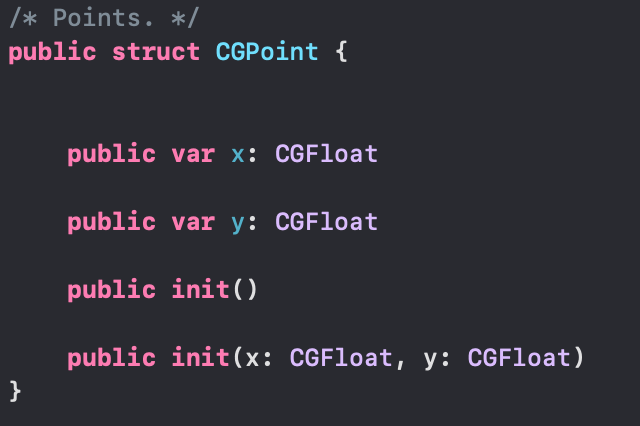 /* Points. */
public struct CGPoint {
public var x: CGFloat
public var y: CGFloat
public init()
public init(x: CGFloat, y: CGFloat)
}